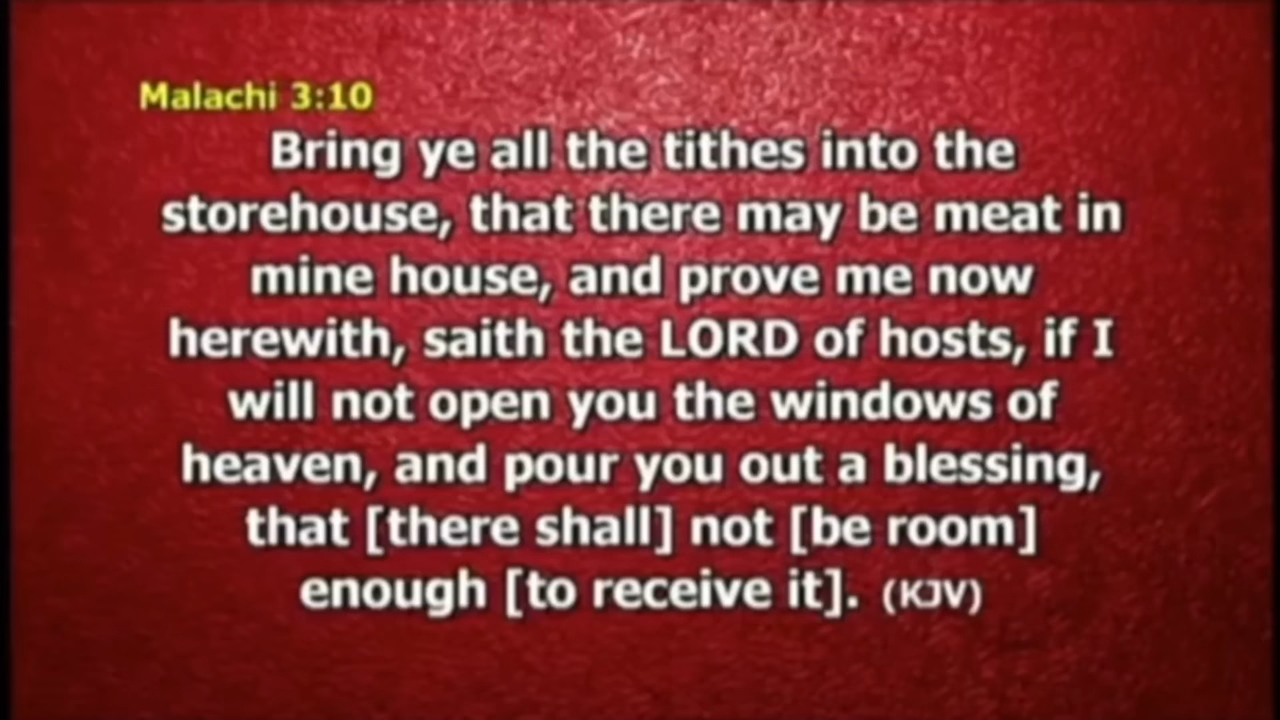 Malachi 3:10
Bring ye all the tithes into the
storehouse, that there may be meat in
mine house, and prove me now
herewith, saith the LORD of hosts, if I
will not open you the windows of
heaven, and pour you out a blessing,
that [there shall] not [be room]
enough [to receive it]. (KJV)